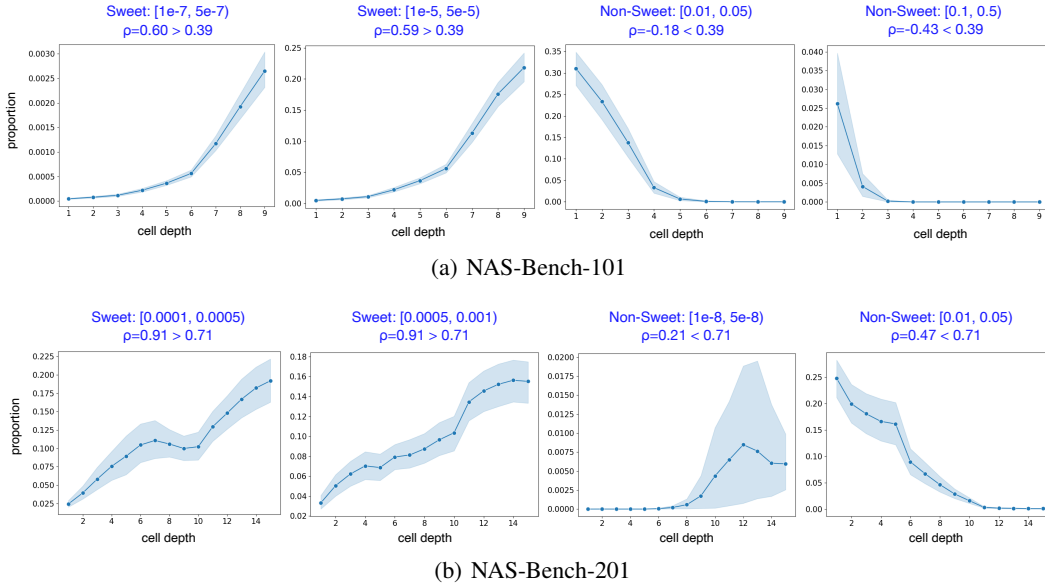 Sweet: [1e-7, 5e-7)
ρ=0.60 > 0.39
Sweet: [1e-5, 5e-5)
ρ=0.59 > 0.39
Non-Sweet: [0.01, 0.05)
ρ=-0.18 < 0.39
Non-Sweet: [0.1, 0.5)
ρ=-0.43 < 0.39
proportion
0.0030
0.0025
0.0020
0.0015
0.0010
0.0005
0.0000
1 2 3 4 5 6 7 8 9
cell depth
0.25
0.20
0.15
0.10
0.05
0.00
1 2 3 4 5 6 7 8 9
cell depth
0.35
0.30
0.25
0.20
0.15
0.10
0.05
0.00
1 2 3 4 5 6 7 8 9
cell depth
0.040
0.035
0.030
0.025
0.020
0.015
0.010
0.005
0.000
1 2 3 4 5 6 7 8 9
cell depth
(a) NAS-Bench-101
Sweet: [0.0001, 0.0005)
ρ=0.91 > 0.71
Sweet: [0.0005, 0.001)
ρ=0.91 > 0.71
Non-Sweet: [1e-8, 5e-8)
ρ=0.21 < 0.71
Non-Sweet: [0.01, 0.05)
ρ=0.47 < 0.71
proportion
0.225
0.200
0.175
0.150
0.125
0.100
0.075
0.050
0.025
2 4 6 8 10 12 14
cell depth
0.18
0.16
0.14
0.12
0.10
0.08
0.06
0.04
0.02
2 4 6 8 10 12 14
cell depth
0.0200
0.0175
0.0150
0.0125
0.0100
0.0075
0.0050
0.0025
0.0000
2 4 6 8 10 12 14
cell depth
0.25
0.20
0.15
0.10
0.05
0.00
2 4 6 8 10 12 14
cell depth
(b) NAS-Bench-201